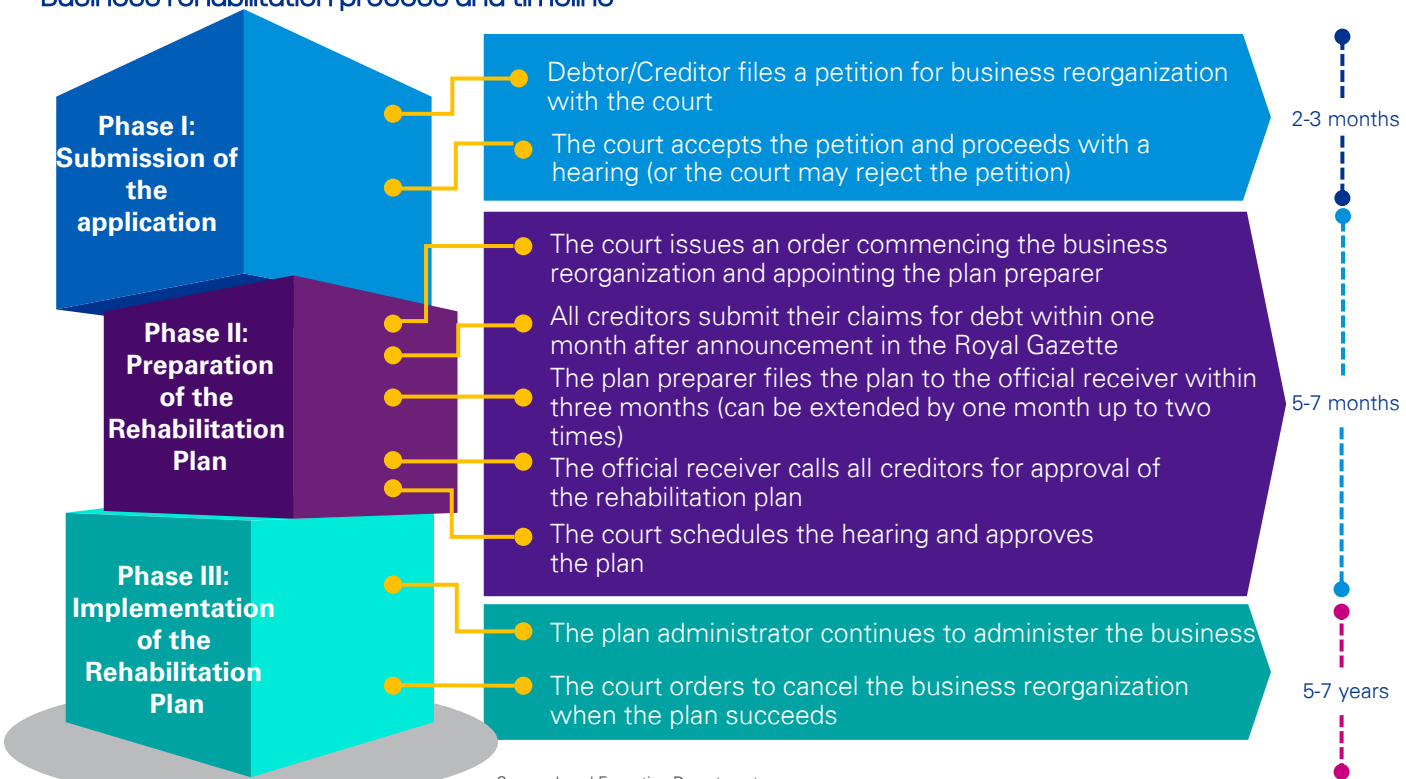 Business rehabilitation process and timeline
Phase I:
Submission of
the
application
Debtor/Creditor files a petition for business reorganization
with the court
The court accepts the petition and proceeds with a
hearing (or the court may reject the petition)
2-3 months
Phase II:
Preparation
of the
Rehabilitation
Plan
The court issues an order commencing the business
reorganization and appointing the plan preparer
All creditors submit their claims for debt within one
month after announcement in the Royal Gazette
The plan preparer files the plan to the official receiver within
three months (can be extended by one month up to two
times)
The official receiver calls all creditors for approval of
the rehabilitation plan
The court schedules the hearing and approves
the plan
5-7 months
Phase III:
Implementation
of the
Rehabilitation
Plan
The plan administrator continues to administer the business
The court orders to cancel the business reorganization
when the plan succeeds
5-7 years